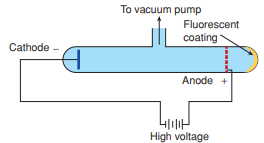 To vacuum pump
Fluorescent
coating
Cathode –
Anode +
High voltage